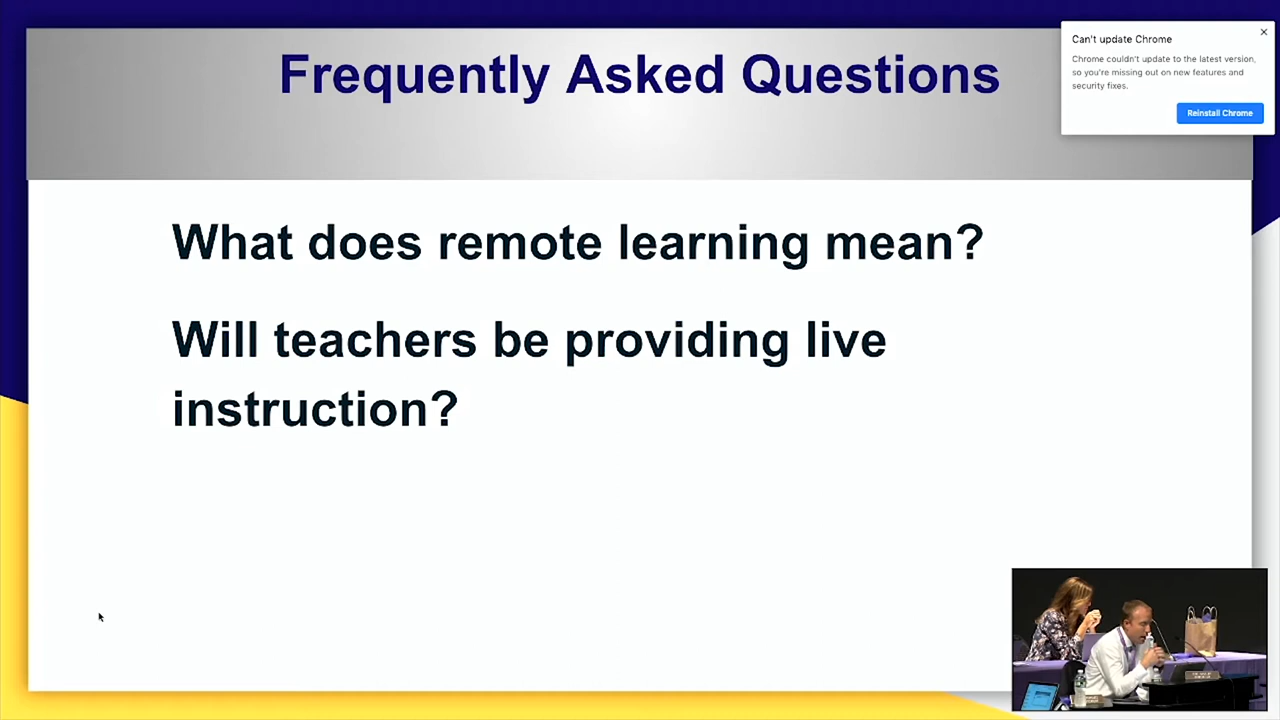 Frequently Asked Questions
Can't update Chrome
Chrome couldn't update to the latest version,
so you're missing out on new features and
security fixes.
Reinstall Chrome
What does remote learning mean?
Will teachers be providing live
instruction?